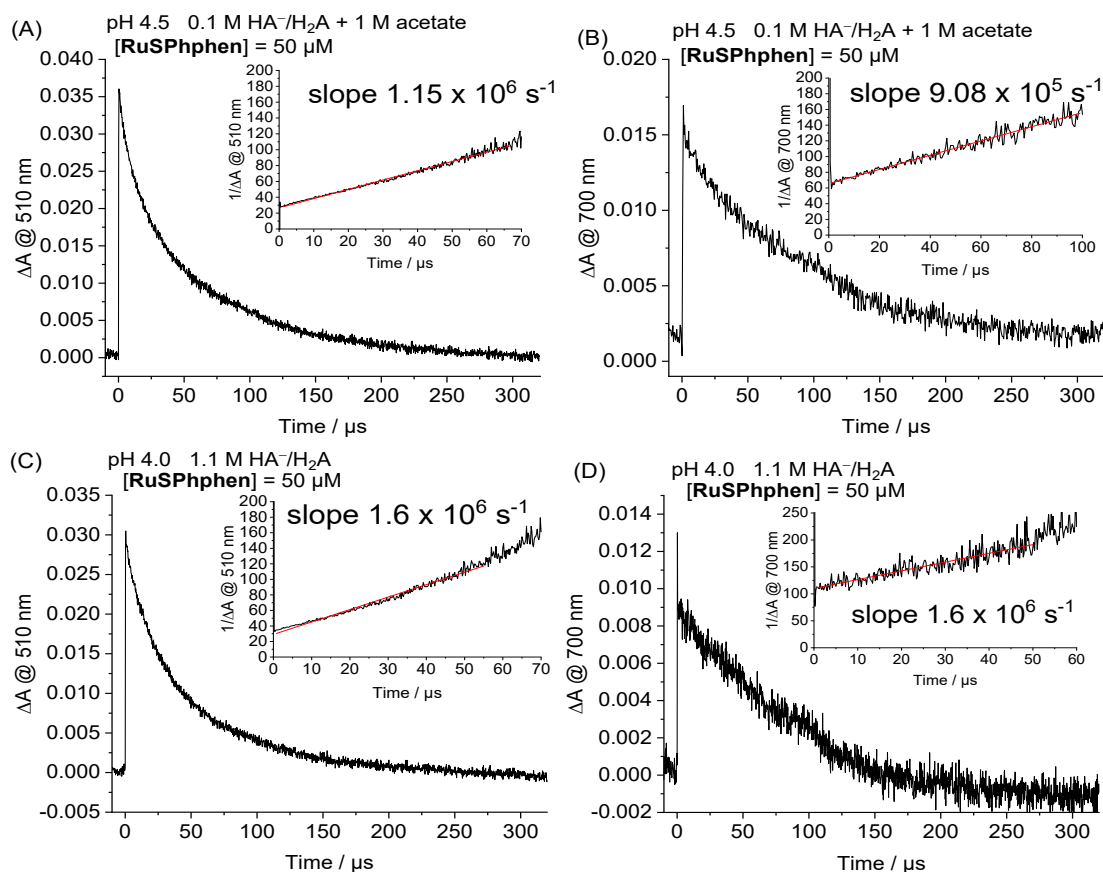 (A)
pH 4.5 0.1 M HA⁻/H₂A + 1 M acetate
[RuSPhphen] = 50 µM
slope 1.15 x 10⁶ s⁻¹
1/ΔA @ 510 nm
200
180
160
140
120
100
80
60
40
20
0
0 10 20 30 40 50 60 70
Time / µs
ΔA @ 510 nm
0.040
0.035
0.030
0.025
0.020
0.015
0.010
0.005
0.000
0 50 100 150 200 250 300
Time / µs
(B)
pH 4.5 0.1 M HA⁻/H₂A + 1 M acetate
[RuSPhphen] = 50 µM
slope 9.08 x 10⁵ s⁻¹
1/ΔA @ 700 nm
200
180
160
140
120
100
80
60
40
20
0
0 20 40 60 80 100
Time / µs
ΔA @ 700 nm
0.020
0.015
0.010
0.005
0.000
0 50 100 150 200 250 300
Time / µs
(C)
pH 4.0 1.1 M HA⁻/H₂A
[RuSPhphen] = 50 µM
slope 1.6 x 10⁶ s⁻¹
1/ΔA @ 510 nm
200
180
160
140
120
100
80
60
40
20
0
0 10 20 30 40 50 60 70
Time / µs
ΔA @ 510 nm
0.035
0.030
0.025
0.020
0.015
0.010
0.005
0.000
-0.005
0 50 100 150 200 250 300
Time / µs
(D)
pH 4.0 1.1 M HA⁻/H₂A
[RuSPhphen] = 50 µM
slope 1.6 x 10⁶ s⁻¹
1/ΔA @ 700 nm
250
200
150
100
50
0
0 10 20 30 40 50 60
Time / µs
ΔA @ 700 nm
0.014
0.012
0.010
0.008
0.006
0.004
0.002
0.000
-0.002
0 50 100 150 200 250 300
Time / µs